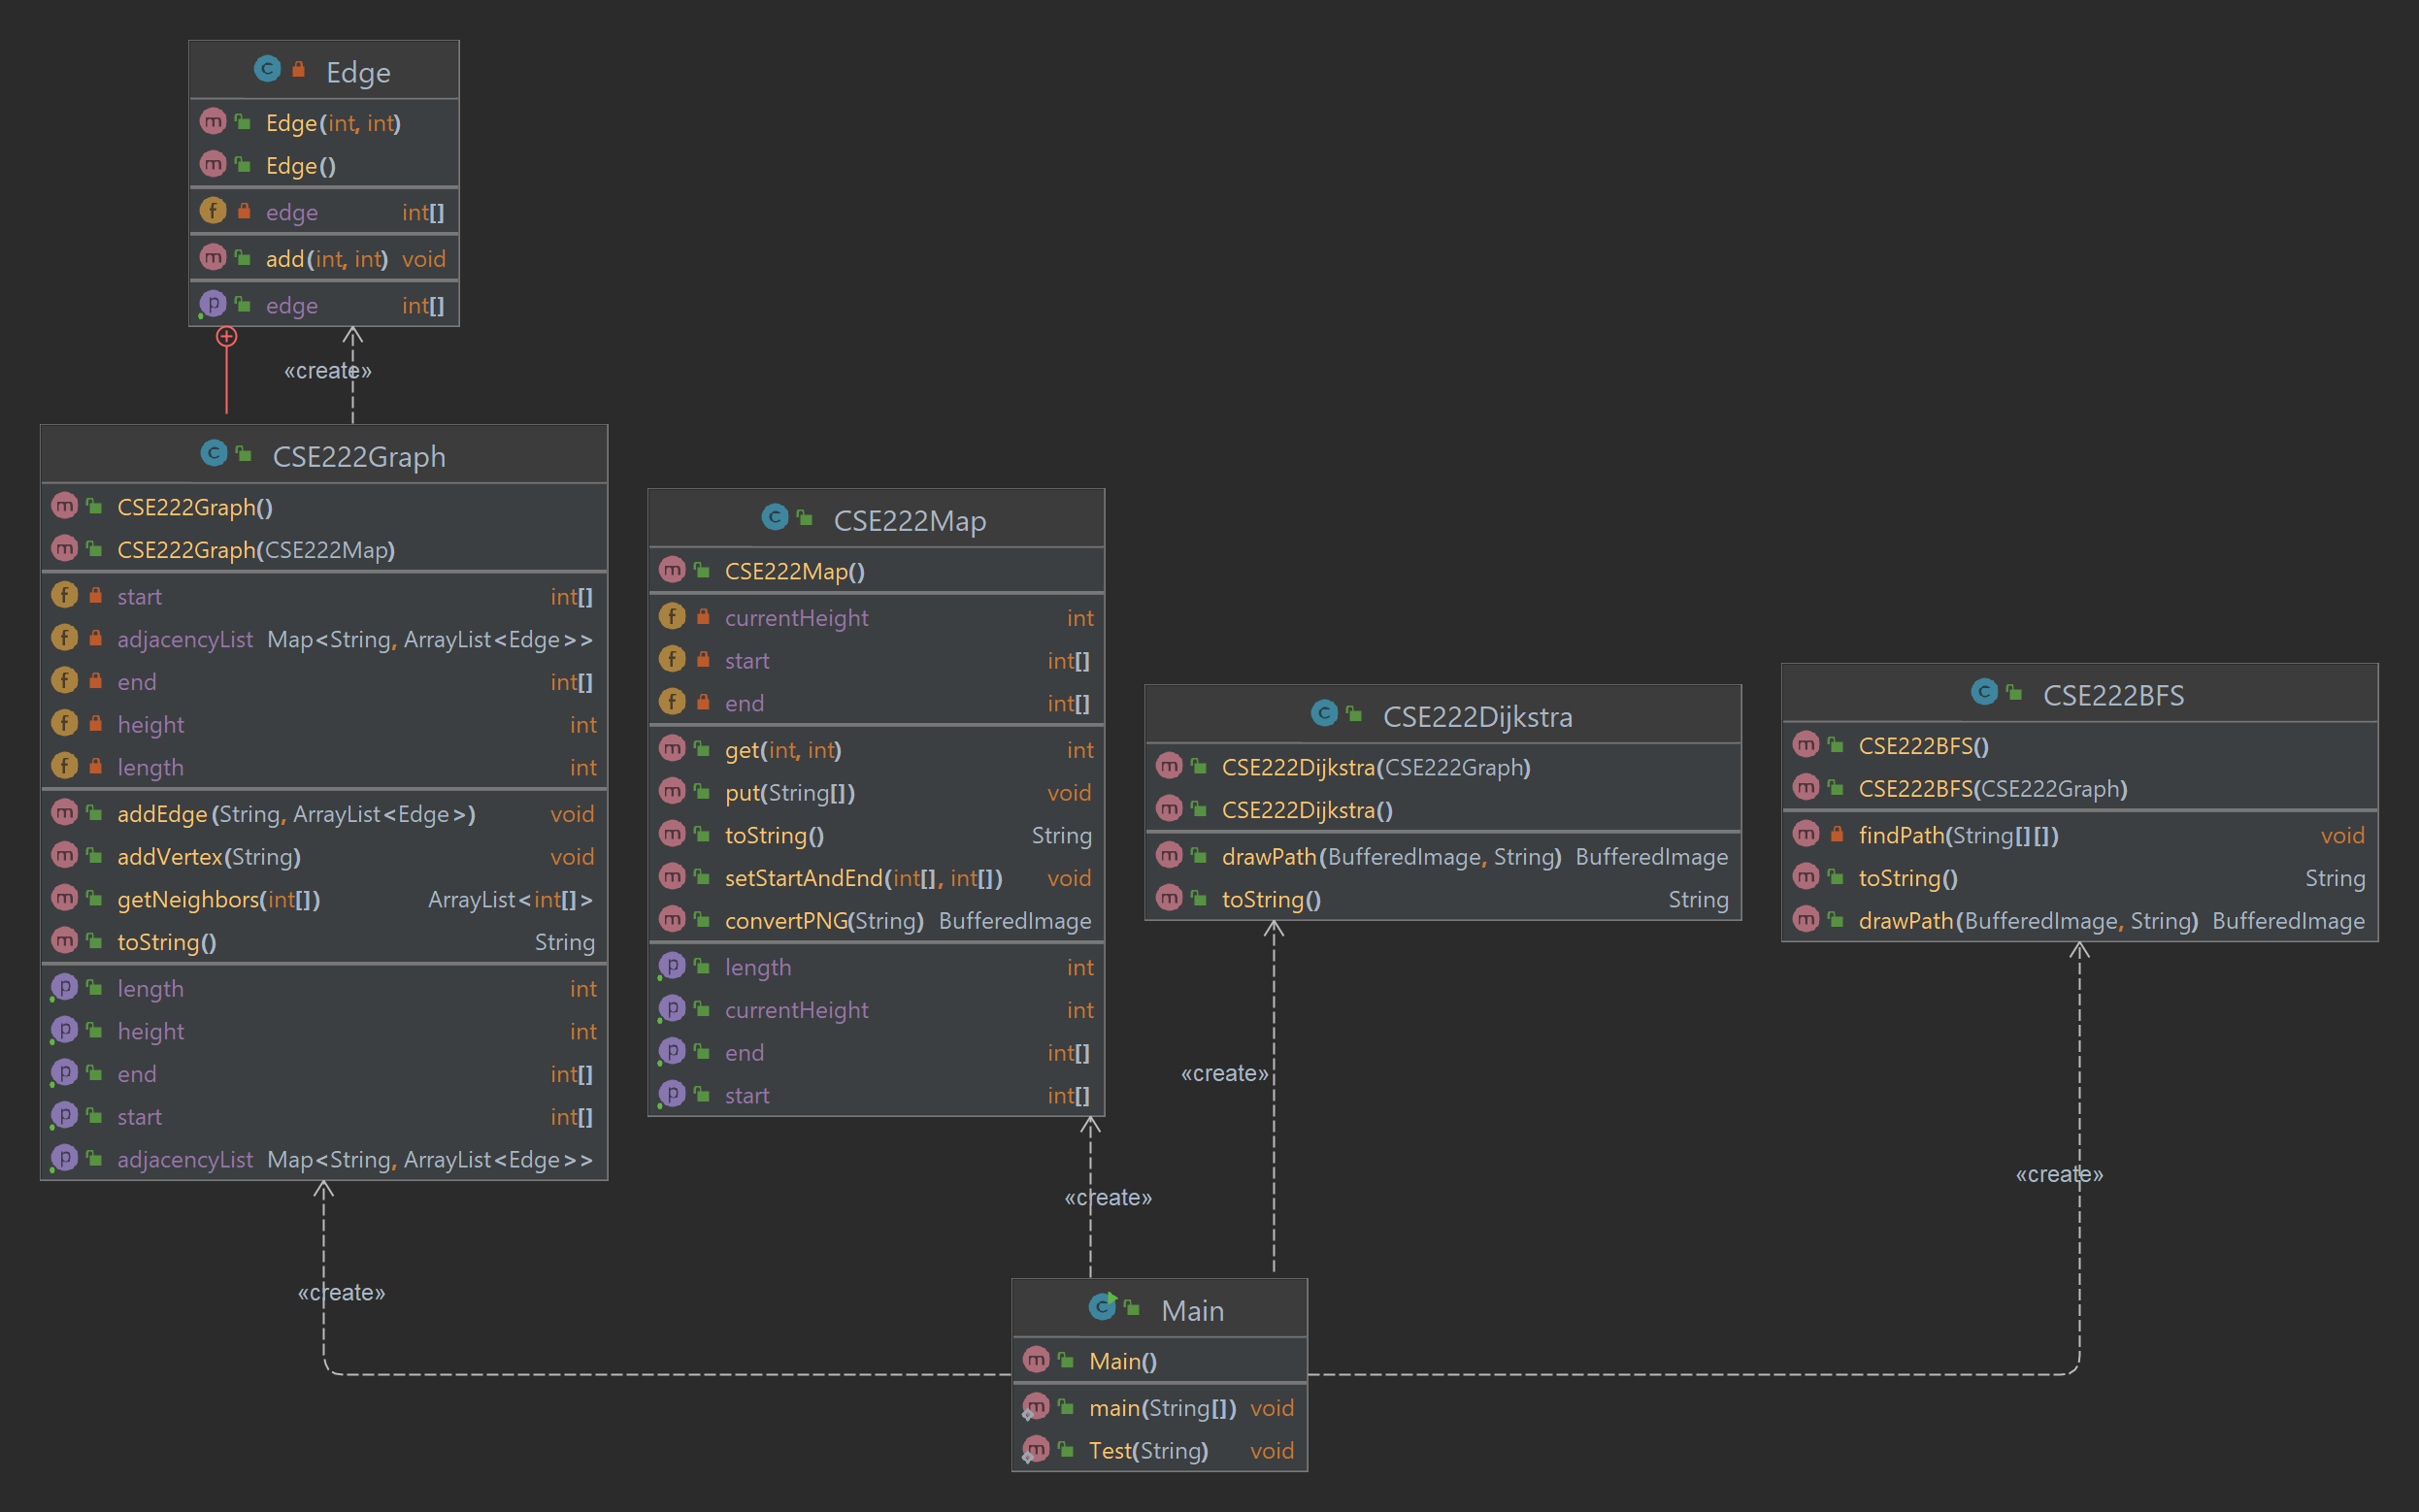 Edge
Edge(int, int)
Edge()
edge int[]
add(int, int) void
edge int[]
«create»
CSE222Graph
CSE222Graph()
CSE222Graph(CSE222Map)
start int[]
adjacencyList Map<String, ArrayList<Edge>>
end int[]
height int
length int
addEdge(String, ArrayList<Edge>) void
addVertex(String) void
getNeighbors(int[]) ArrayList<int[]>
toString() String
length int
height int
end int[]
start int[]
adjacencyList Map<String, ArrayList<Edge>>
CSE222Map
CSE222Map()
currentHeight int
start int[]
end int[]
get(int, int) int
put(String[]) void
toString() String
setStartAndEnd(int[], int[]) void
convertPNG(String) BufferedImage
length int
currentHeight int
end int[]
start int[]
CSE222Dijkstra
CSE222Dijkstra(CSE222Graph)
CSE222Dijkstra()
drawPath(BufferedImage, String) BufferedImage
toString() String
CSE222BFS
CSE222BFS()
CSE222BFS(CSE222Graph)
findPath(String[][]) void
toString() String
drawPath(BufferedImage, String) BufferedImage
«create»
«create»
«create»
«create»
Main
Main()
main(String[]) void
Test(String) void